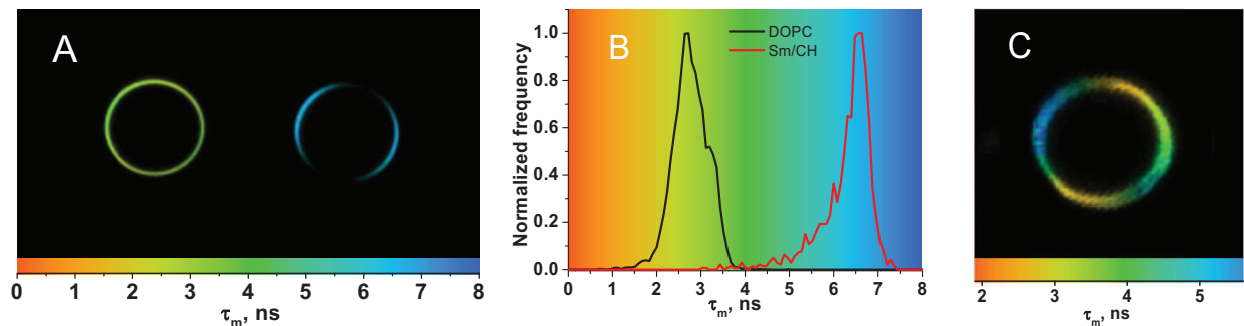 A
0 1 2 3 4 5 6 7 8
τm, ns
B
DOPC
Sm/CH
Normalized frequency
1.0
0.8
0.6
0.4
0.2
0.0
0 1 2 3 4 5 6 7 8
τm, ns
C
2 3 4 5
τm, ns